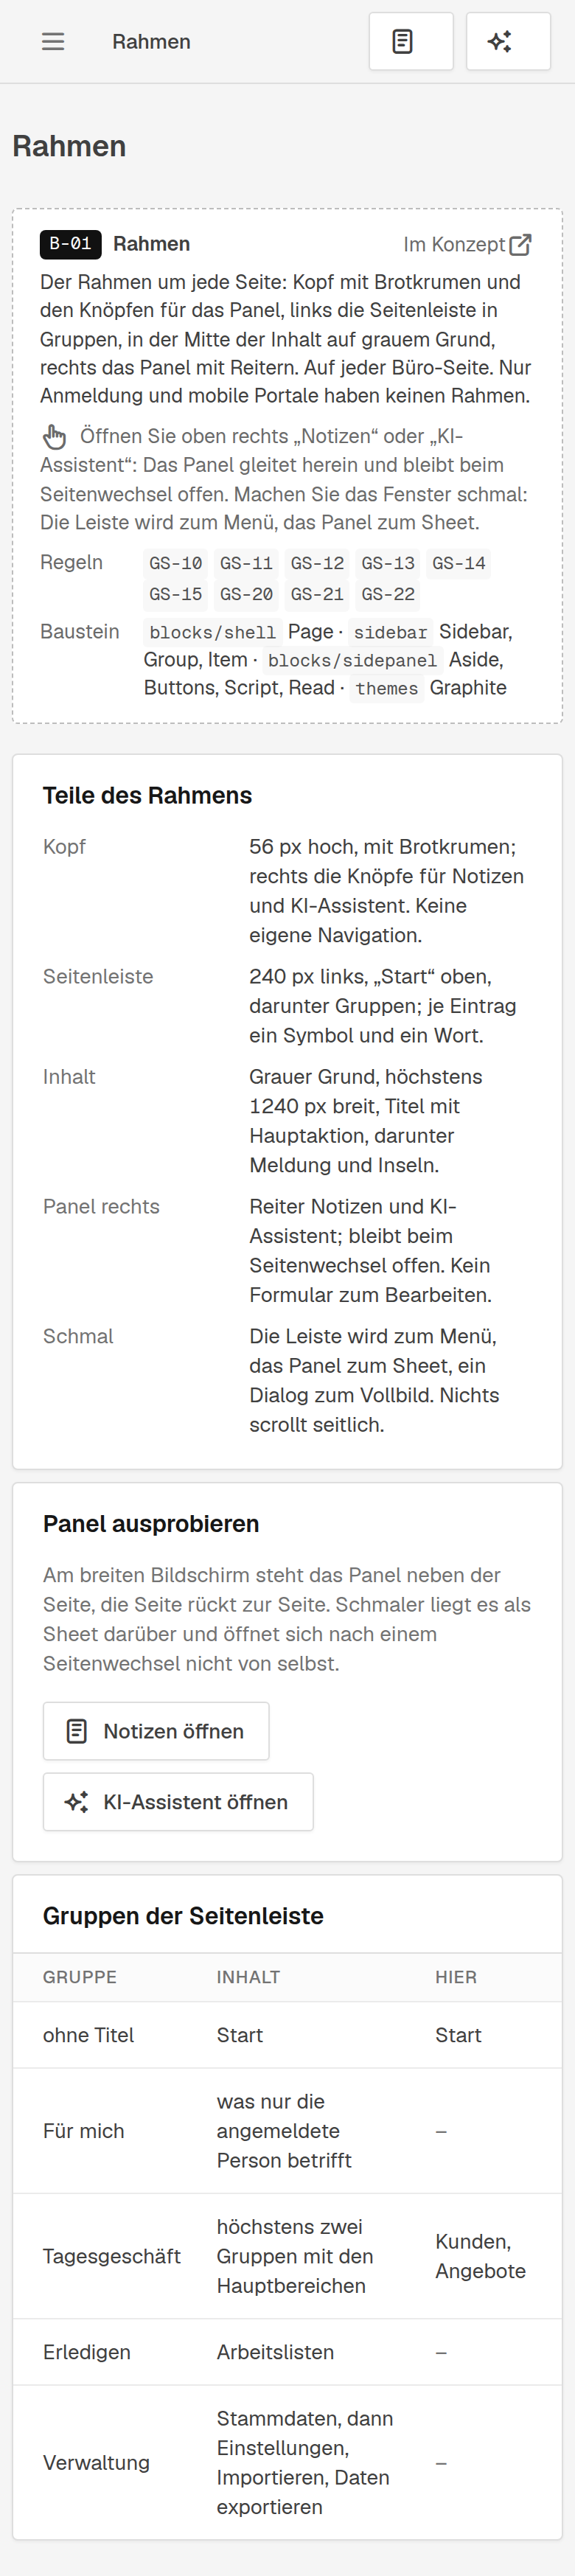 Rahmen
Rahmen
B-01 Rahmen Im Konzept
Der Rahmen um jede Seite: Kopf mit Brotkrumen und
den Knöpfen für das Panel, links die Seitenleiste in
Gruppen, in der Mitte der Inhalt auf grauem Grund,
rechts das Panel mit Reitern. Auf jeder Büro-Seite. Nur
Anmeldung und mobile Portale haben keinen Rahmen.
Öffnen Sie oben rechts „Notizen“ oder „KI-
Assistent“: Das Panel gleitet herein und bleibt beim
Seitenwechsel offen. Machen Sie das Fenster schmal:
Die Leiste wird zum Menü, das Panel zum Sheet.
Regeln GS-10 GS-11 GS-12 GS-13 GS-14
GS-15 GS-20 GS-21 GS-22
Baustein blocks/shell Page · sidebar Sidebar,
Group, Item · blocks/sidepanel Aside,
Buttons, Script, Read · themes Graphite
Teile des Rahmens
Kopf 56 px hoch, mit Brotkrumen;
rechts die Knöpfe für Notizen
und KI-Assistent. Keine
eigene Navigation.
Seitenleiste 240 px links, „Start“ oben,
darunter Gruppen; je Eintrag
ein Symbol und ein Wort.
Inhalt Grauer Grund, höchstens
1240 px breit, Titel mit
Hauptaktion, darunter
Meldung und Inseln.
Panel rechts Reiter Notizen und KI-
Assistent; bleibt beim
Seitenwechsel offen. Kein
Formular zum Bearbeiten.
Schmal Die Leiste wird zum Menü,
das Panel zum Sheet, ein
Dialog zum Vollbild. Nichts
scrollt seitlich.
Panel ausprobieren
Am breiten Bildschirm steht das Panel neben der
Seite, die Seite rückt zur Seite. Schmaler liegt es als
Sheet darüber und öffnet sich nach einem
Seitenwechsel nicht von selbst.
Notizen öffnen
KI-Assistent öffnen
Gruppen der Seitenleiste
GRUPPE INHALT HIER
ohne Titel Start Start
Für mich was nur die
angemeldete
Person betrifft –
Tagesgeschäft höchstens zwei
Gruppen mit den
Hauptbereichen Kunden,
Angebote
Erledigen Arbeitslisten –
Verwaltung Stammdaten, dann
Einstellungen,
Importieren, Daten
exportieren –